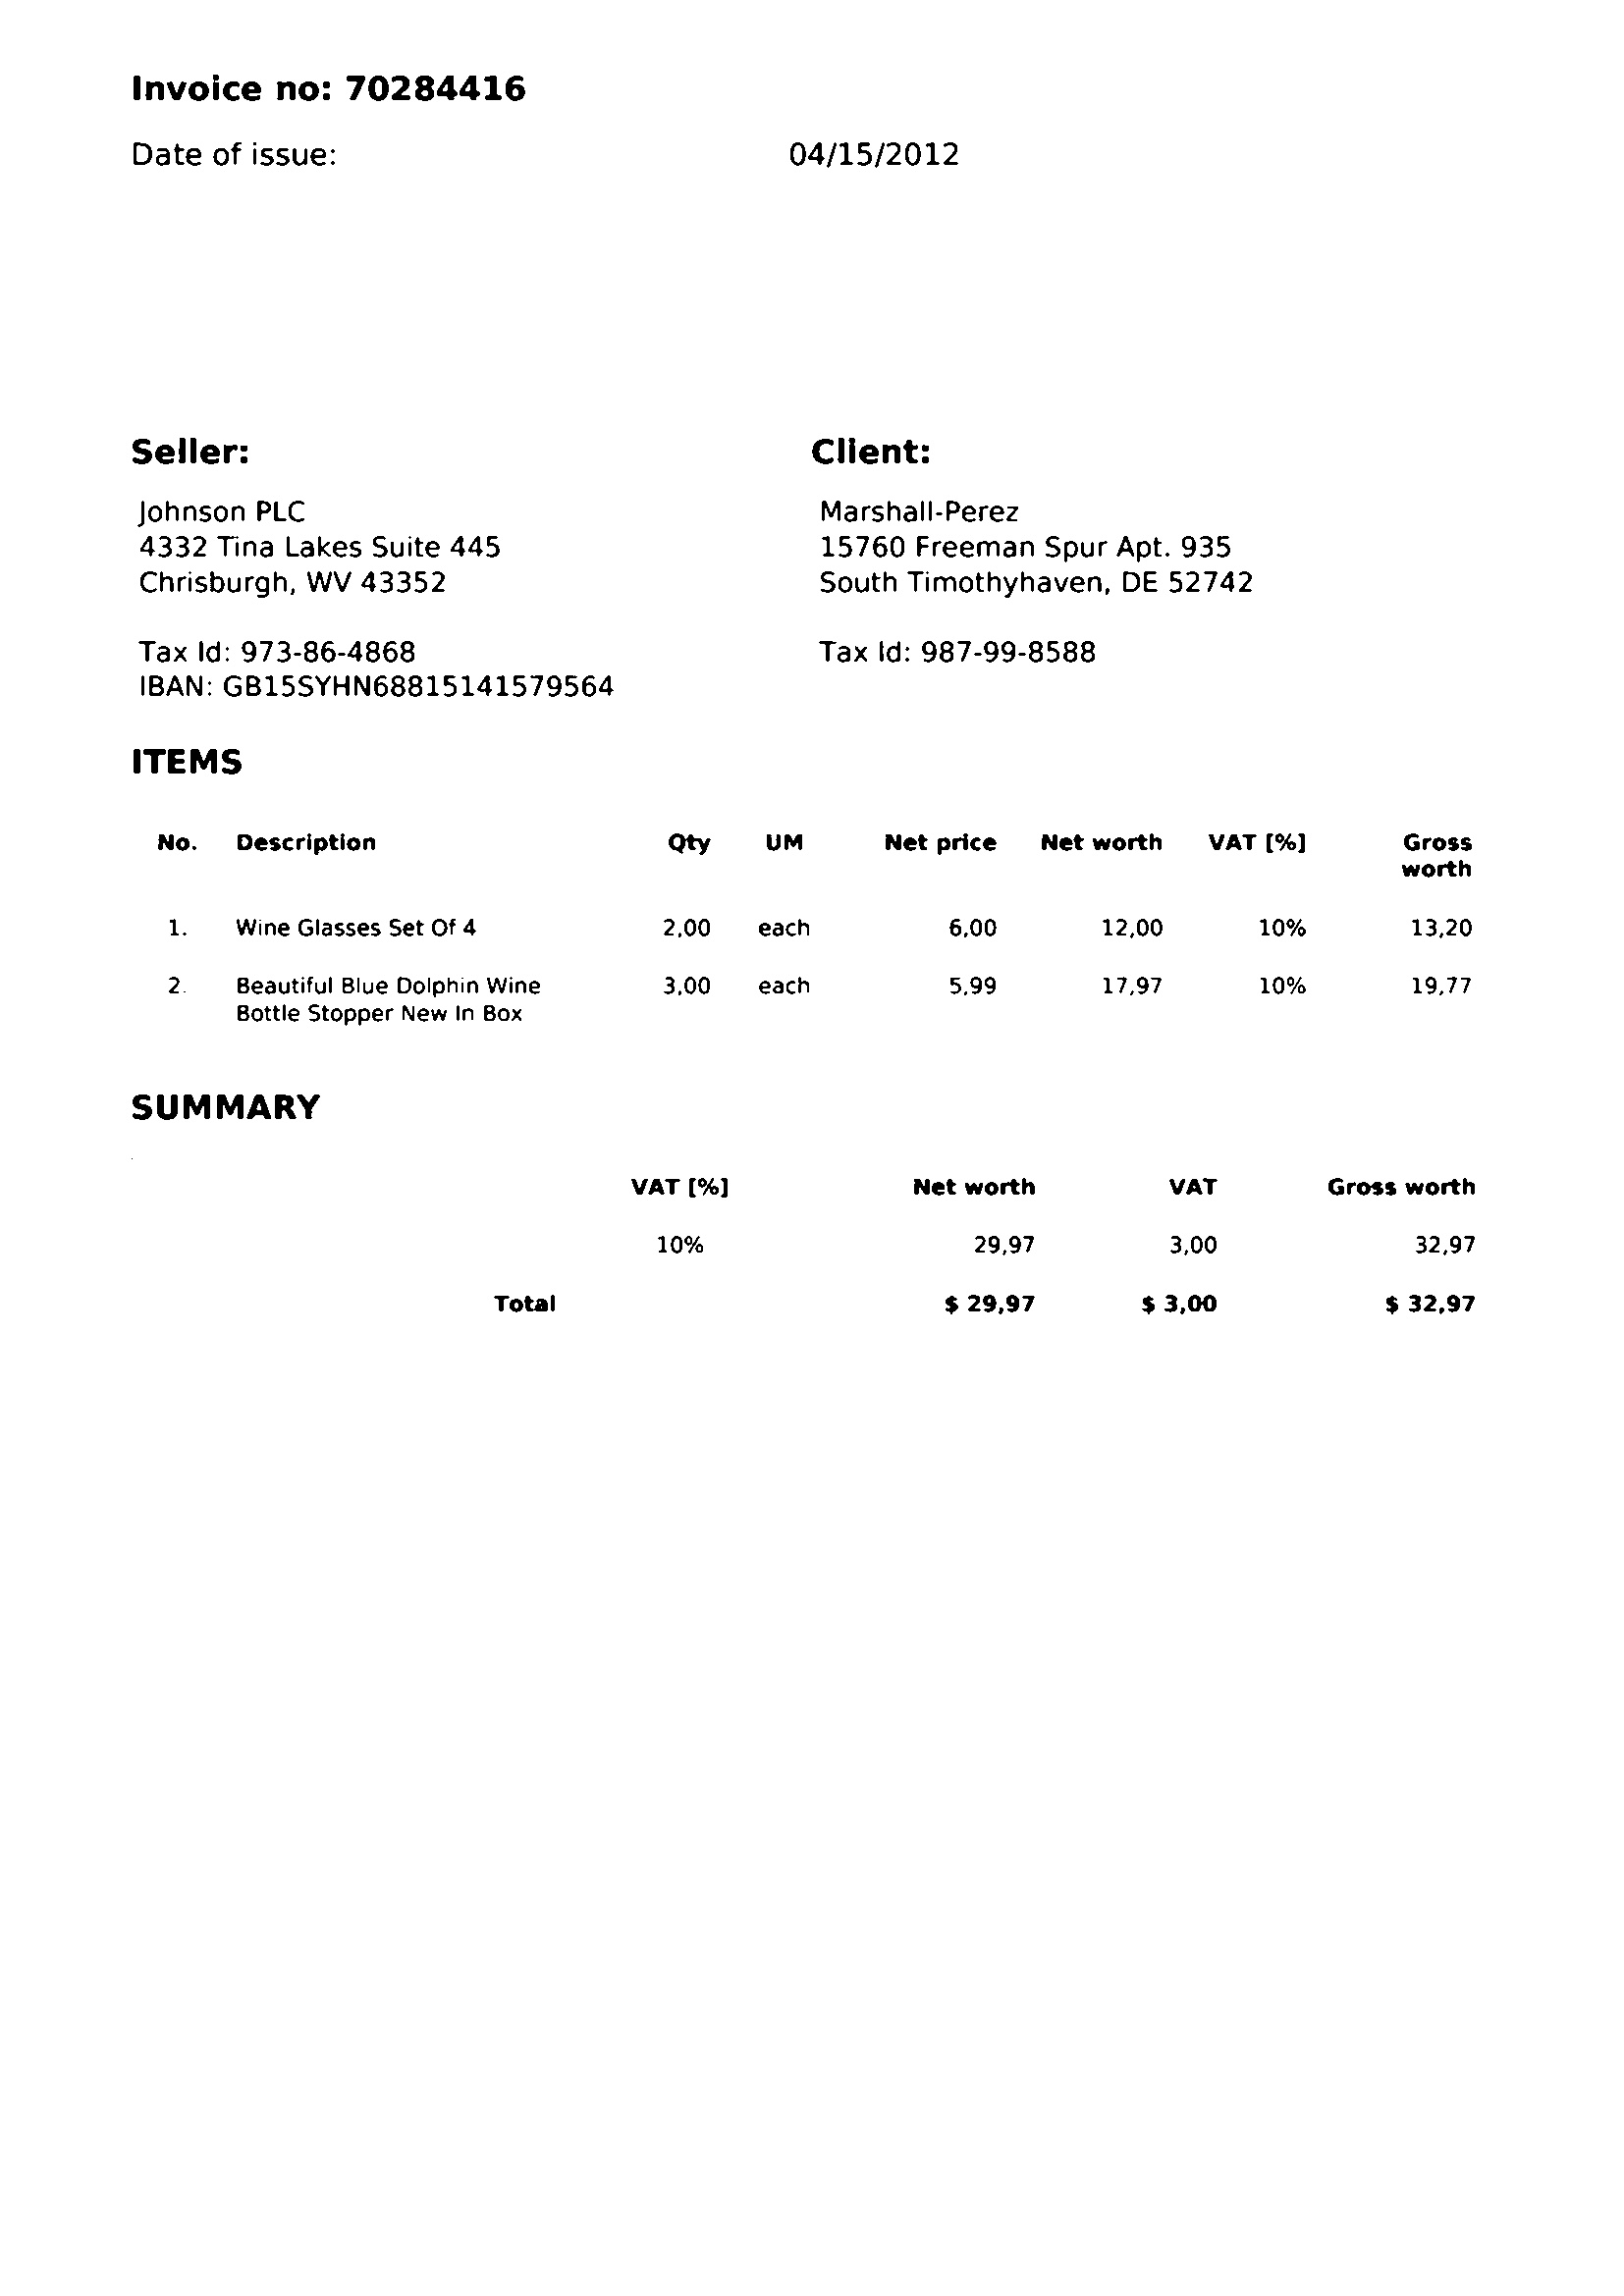 Invoice no: 70284416
Date of issue: 04/15/2012
Seller: Client:
Johnson PLC Marshall-Perez
4332 Tina Lakes Suite 445 15760 Freeman Spur Apt. 935
Chrisburgh, WV 43352 South Timothyhaven, DE 52742
Tax Id: 973-86-4868 Tax Id: 987-99-8588
IBAN: GB15SYHN68815141579564
ITEMS
No. Description Qty UM Net price Net worth VAT [%] Gross
worth
1. Wine Glasses Set Of 4 2,00 each 6,00 12,00 10% 13,20
2. Beautiful Blue Dolphin Wine 3,00 each 5,99 17,97 10% 19,77
Bottle Stopper New In Box
SUMMARY
VAT [%] Net worth VAT Gross worth
10% 29,97 3,00 32,97
Total $ 29,97 $ 3,00 $ 32,97